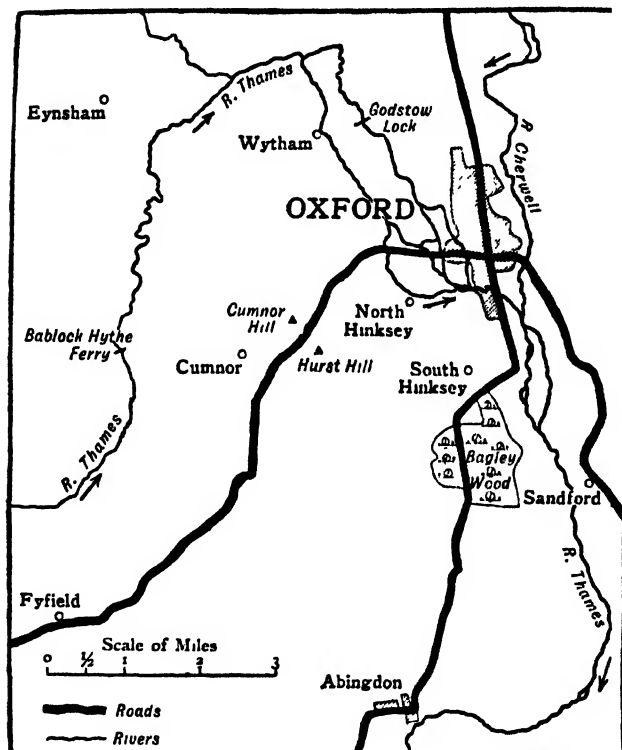 R. Thames
Eynsham
Godstow
Lock
Wytham
R Cherwell
OXFORD
Cumnor
Hill
North
Hinksey
Bablock Hythe
Ferry
Cumnor
Hurst Hill
South
Hinksey
R. Thames
Bagley
Wood
Sandford
R. Thames
Fyfield
Scale of Miles
0 ½ 1 2 3
Abingdon
Roads
Rivers